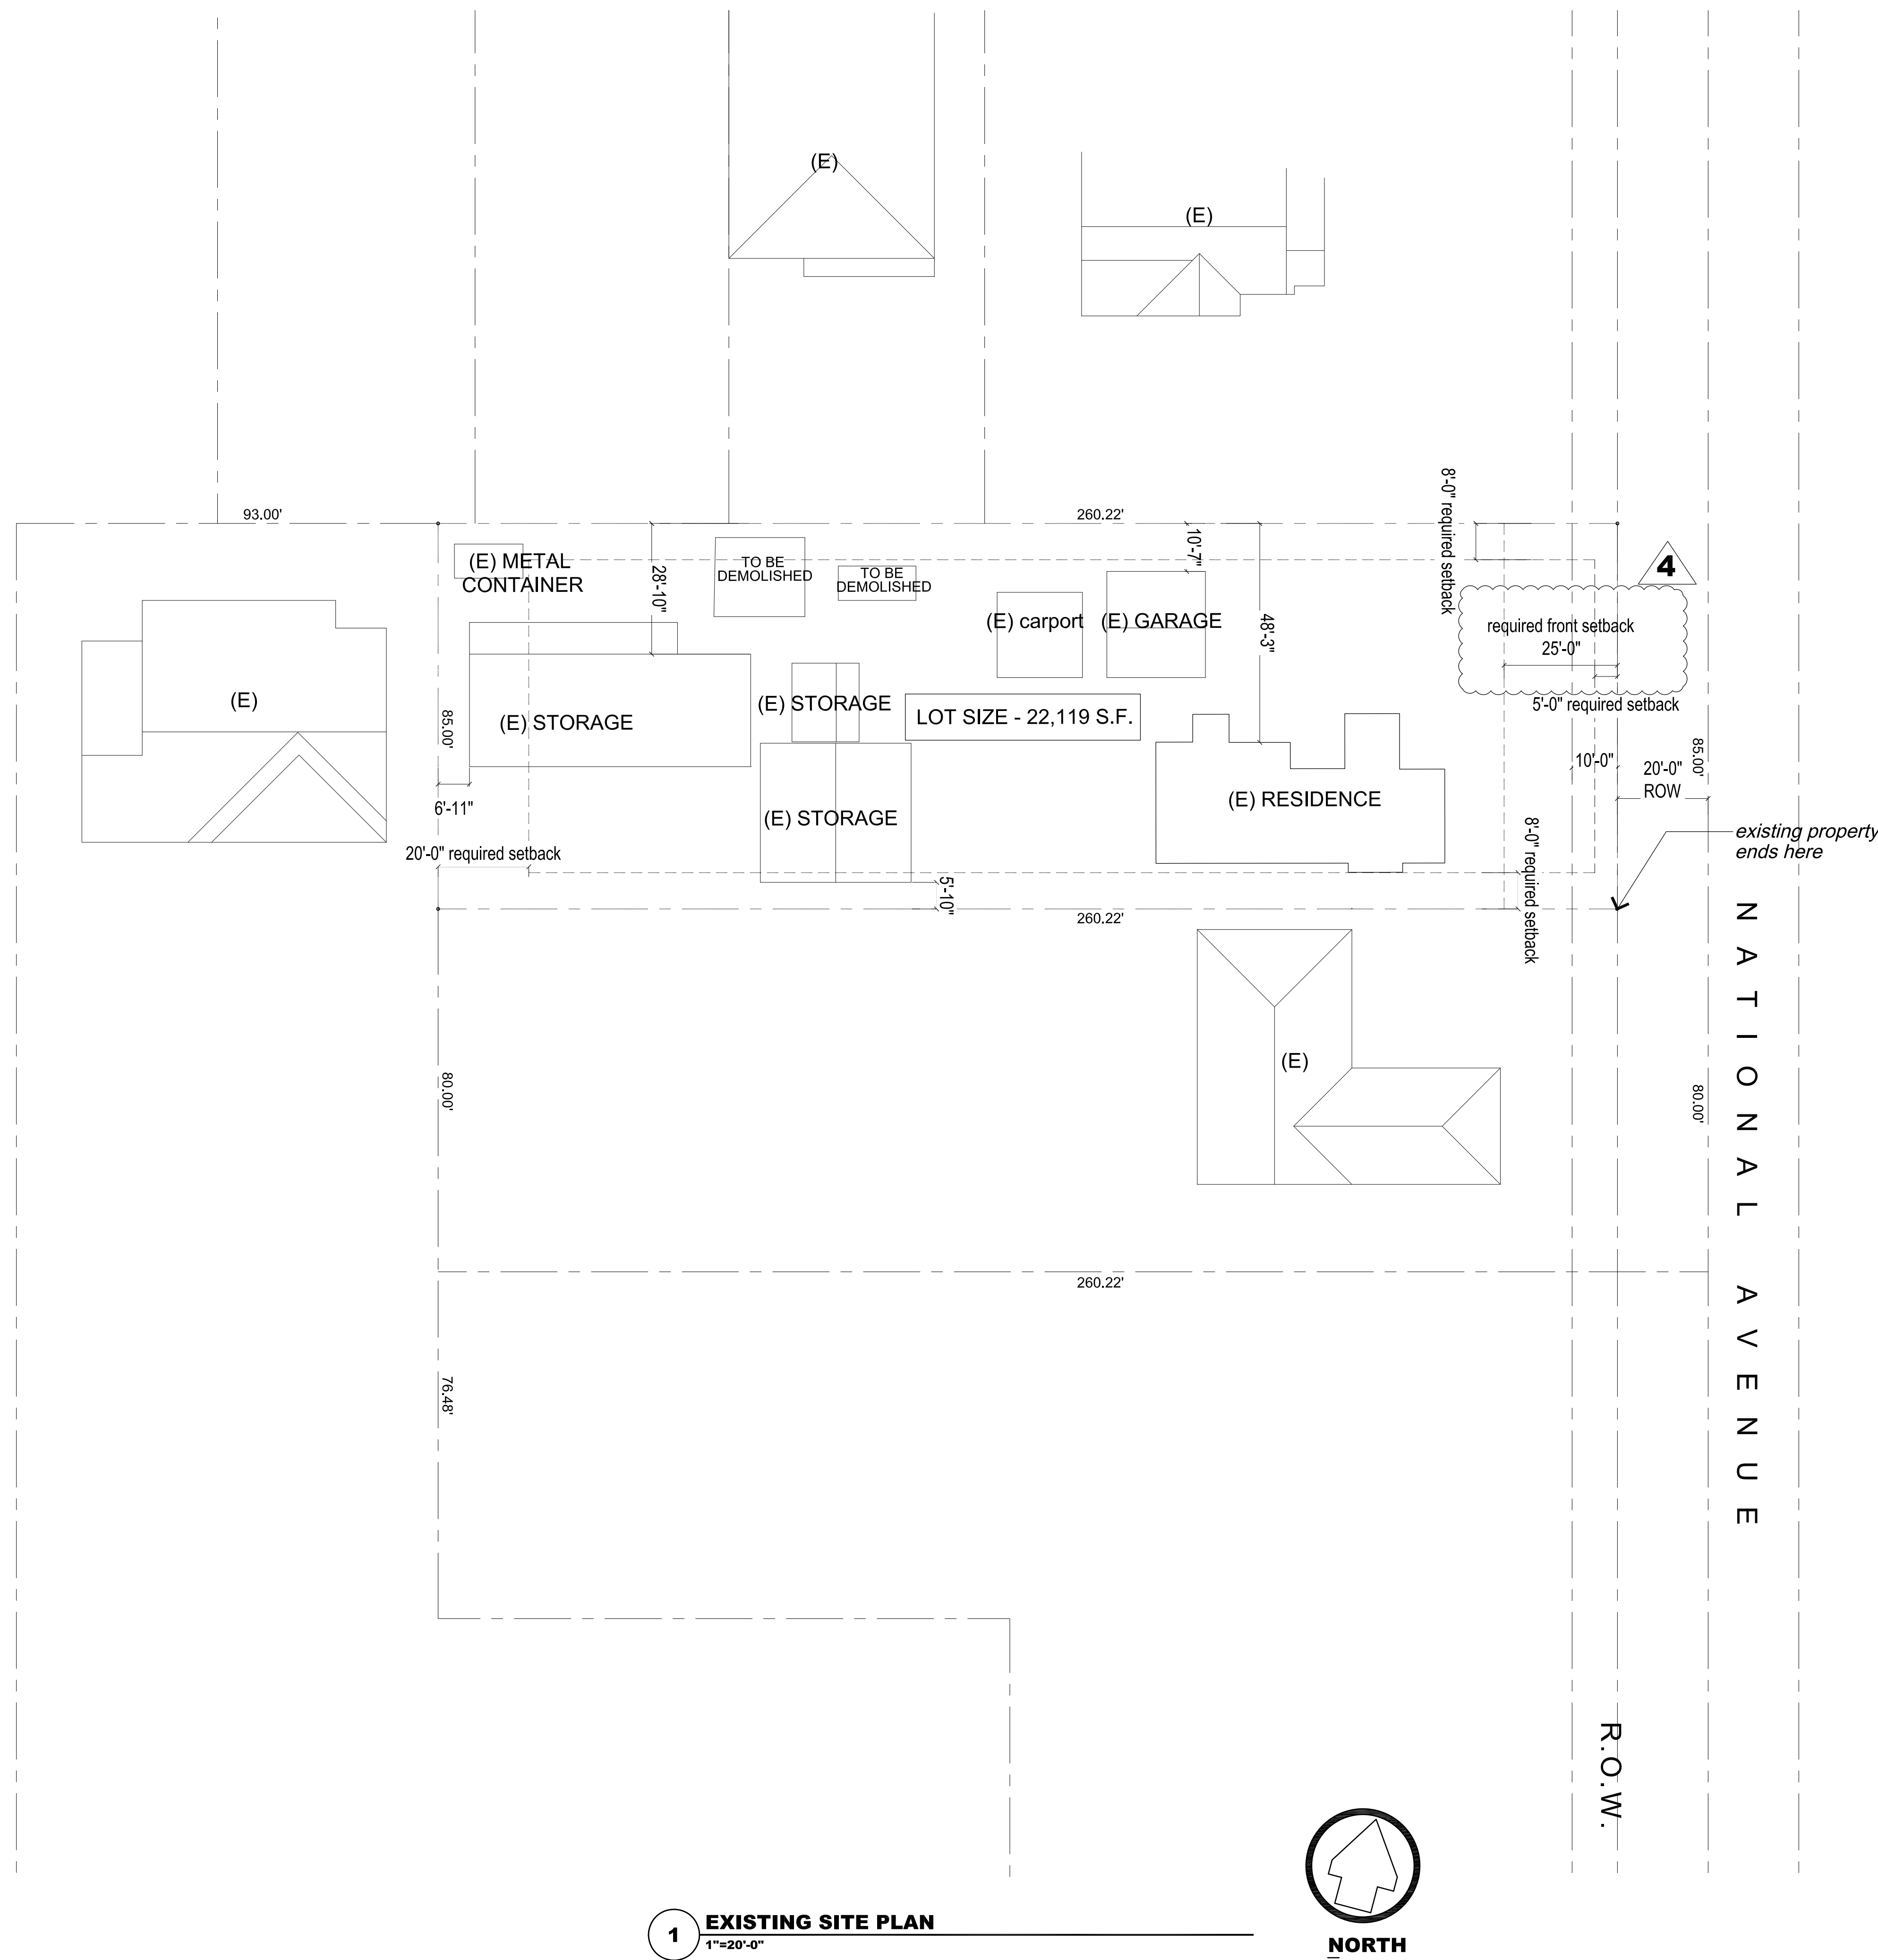 (E)
(E)
8'-0" required setback
93.00'
260.22'
10'-7"
(E) METAL
CONTAINER
28'-10"
TO BE
DEMOLISHED
TO BE
DEMOLISHED
4
(E) carport
(E) GARAGE
48'-3"
required front setback
25'-0"
(E)
(E) STORAGE
(E) STORAGE
LOT SIZE - 22,119 S.F.
5'-0" required setback
85.00'
85.00'
10'-0"
20'-0"
ROW
6'-11"
(E) STORAGE
(E) RESIDENCE
existing property
ends here
20'-0" required setback
8'-0" required setback
5'-10"
260.22'
NATIONAL AVENUE
(E)
80.00'
80.00'
260.22'
76.48'
R.O.W.
1
EXISTING SITE PLAN
1"=20'-0"
NORTH